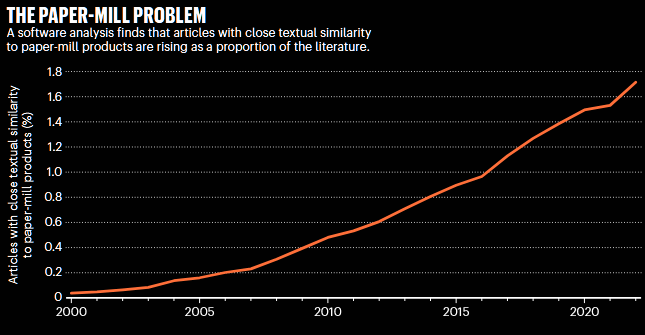 THE PAPER-MILL PROBLEM
A software analysis finds that articles with close textual similarity
to paper-mill products are rising as a proportion of the literature.
Articles with close textual similarity
to paper-mill products (%)
1.8
1.6
1.4
1.2
1.0
0.8
0.6
0.4
0.2
0
2000 2005 2010 2015 2020